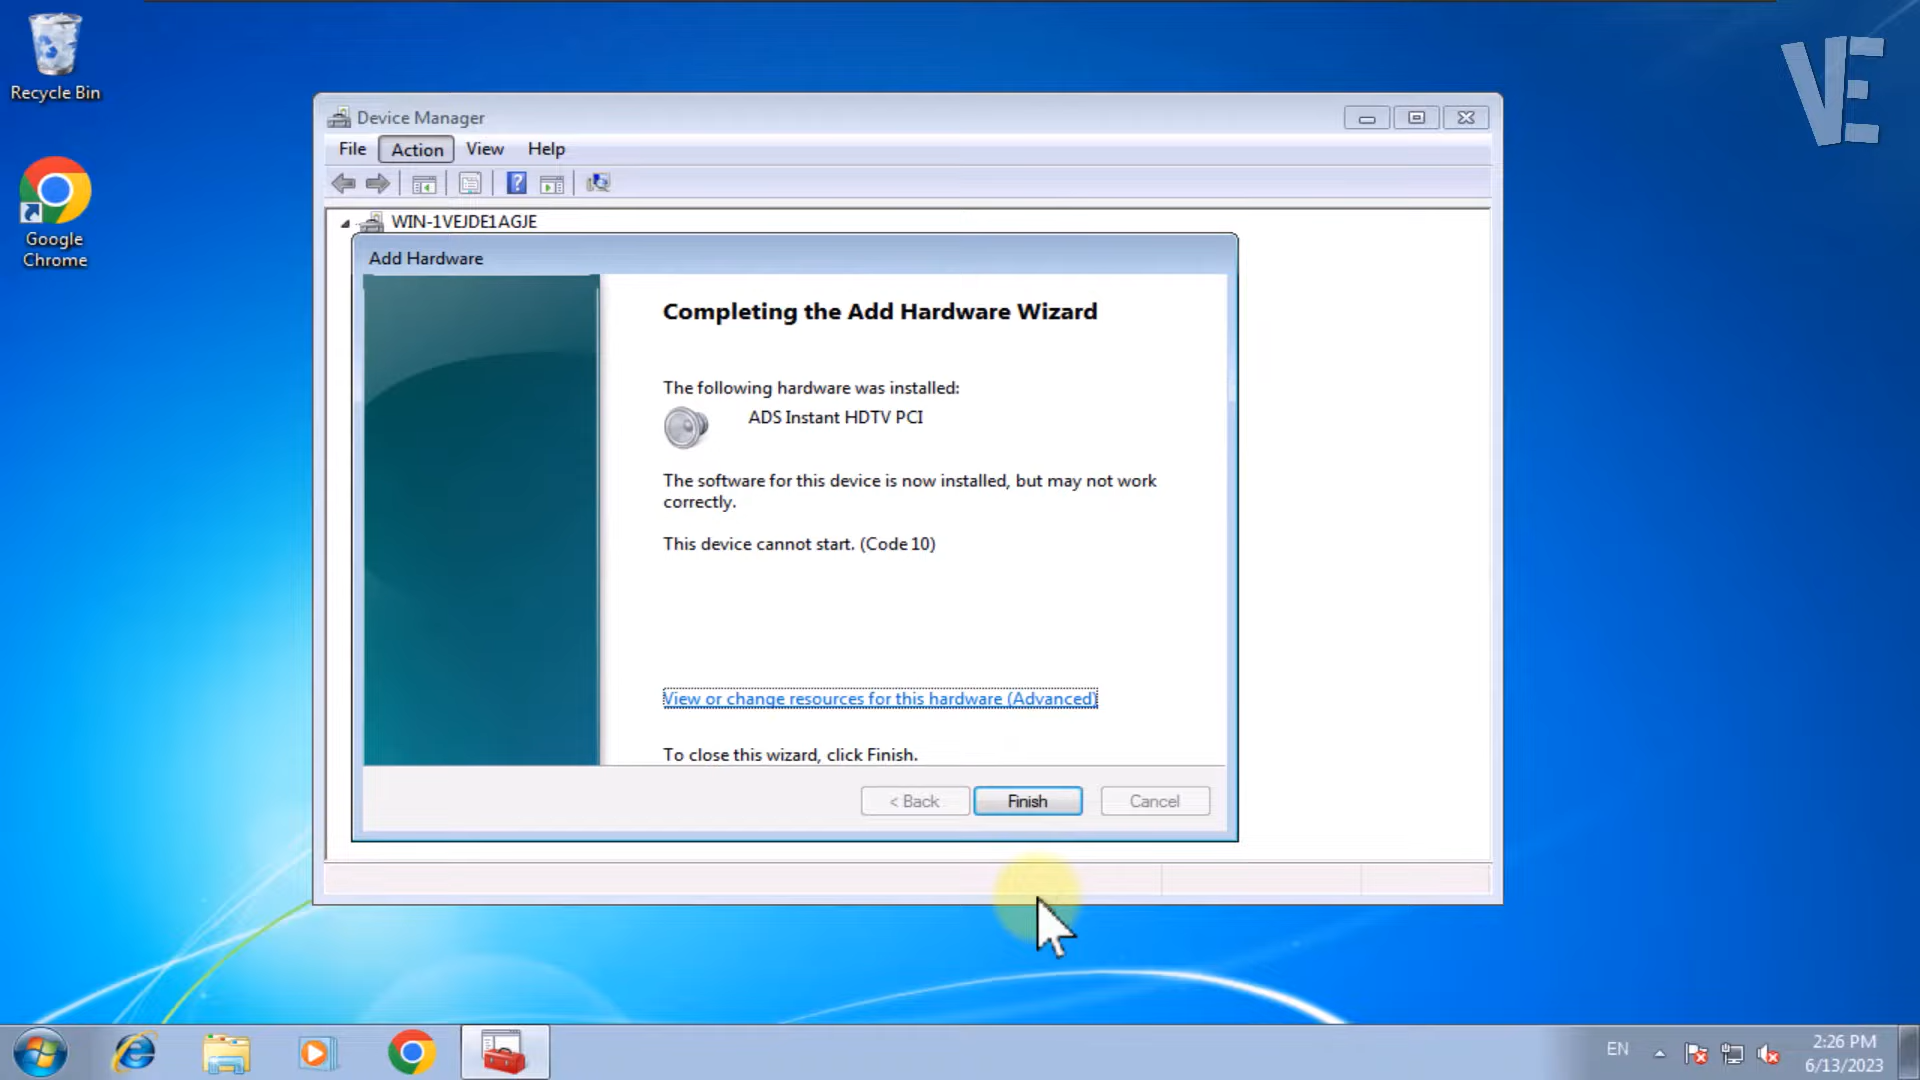 Recycle Bin
Google
Chrome
VE
Device Manager
File Action View Help
WIN-1VEJDE1AGJE
Add Hardware
Completing the Add Hardware Wizard
The following hardware was installed:
ADS Instant HDTV PCI
The software for this device is now installed, but may not work
correctly.
This device cannot start. (Code 10)
View or change resources for this hardware (Advanced)
To close this wizard, click Finish.
< Back Finish Cancel
EN
2:26 PM
6/13/2023